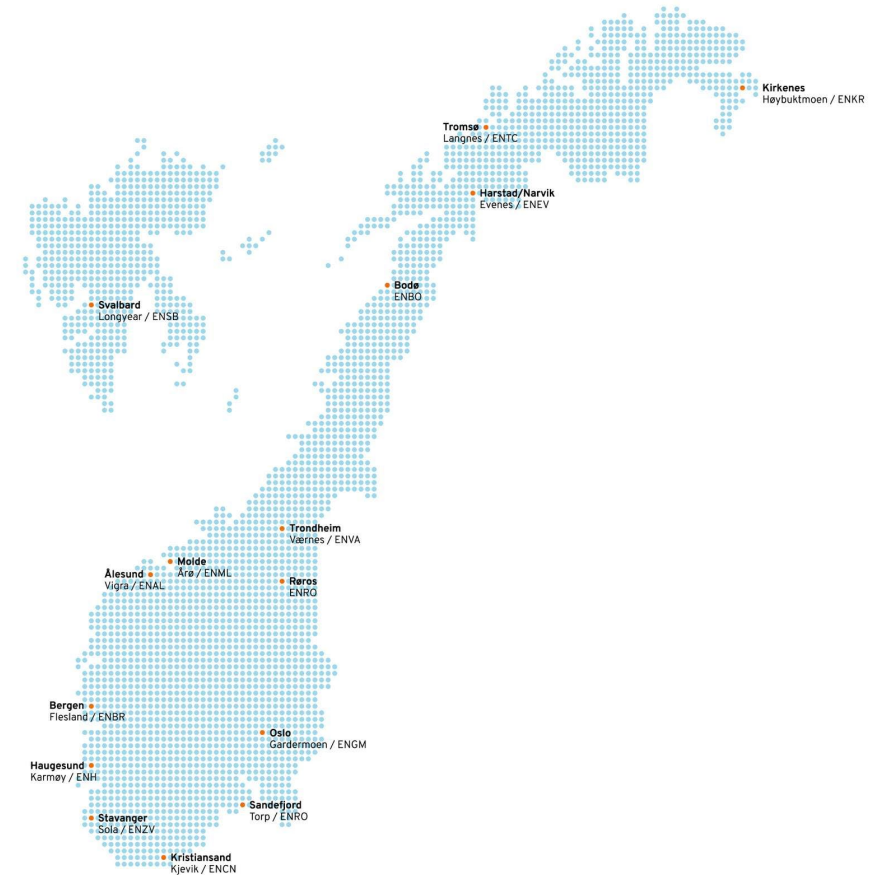 Kirkenes
Høybuktmoen / ENKR
Tromsø
Langnes / ENTC
Harstad/Narvik
Evenes / ENEV
Bodø
ENBO
Svalbard
Longyear / ENSB
Trondheim
Værnes / ENVA
Molde
Årø / ENML
Ålesund
Vigra / ENAL
Røros
ENRO
Bergen
Flesland / ENBR
Oslo
Gardermoen / ENGM
Haugesund
Karmøy / ENH
Sandefjord
Torp / ENRO
Stavanger
Sola / ENZV
Kristiansand
Kjevik / ENCN